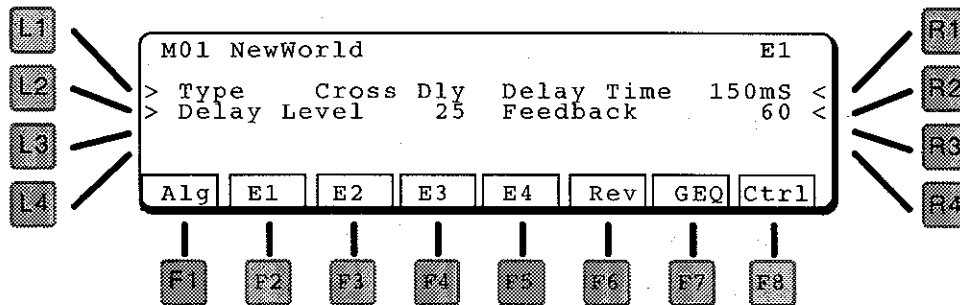 L1
R1
M01 NewWorld E1
L2
R2
> Type Cross Dly Delay Time 150mS <
> Delay Level 25 Feedback 60 <
L3
R3
L4
R4
Alg E1 E2 E3 E4 Rev GEQ Ctrl
F1 F2 F3 F4 F5 F6 F7 F8